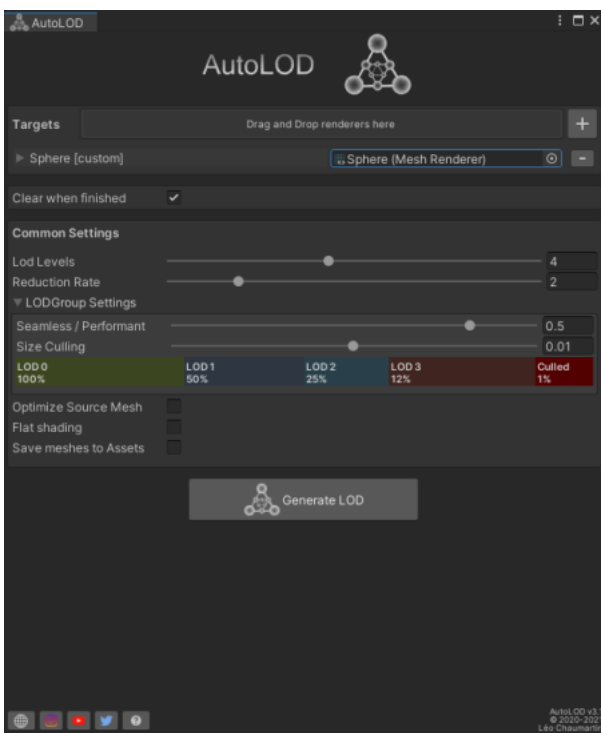 AutoLOD
AutoLOD
Targets Drag and Drop renderers here +
Sphere [custom] Sphere (Mesh Renderer) -
Clear when finished
Common Settings
Lod Levels 4
Reduction Rate 2
LODGroup Settings
Seamless / Performant 0.5
Size Culling 0.01
LOD 0 LOD 1 LOD 2 LOD 3 Culled
100% 50% 25% 12% 1%
Optimize Source Mesh
Flat shading
Save meshes to Assets
Generate LOD
?
AutoLOD v3.
© 2020-2021
Léo Chaumartin